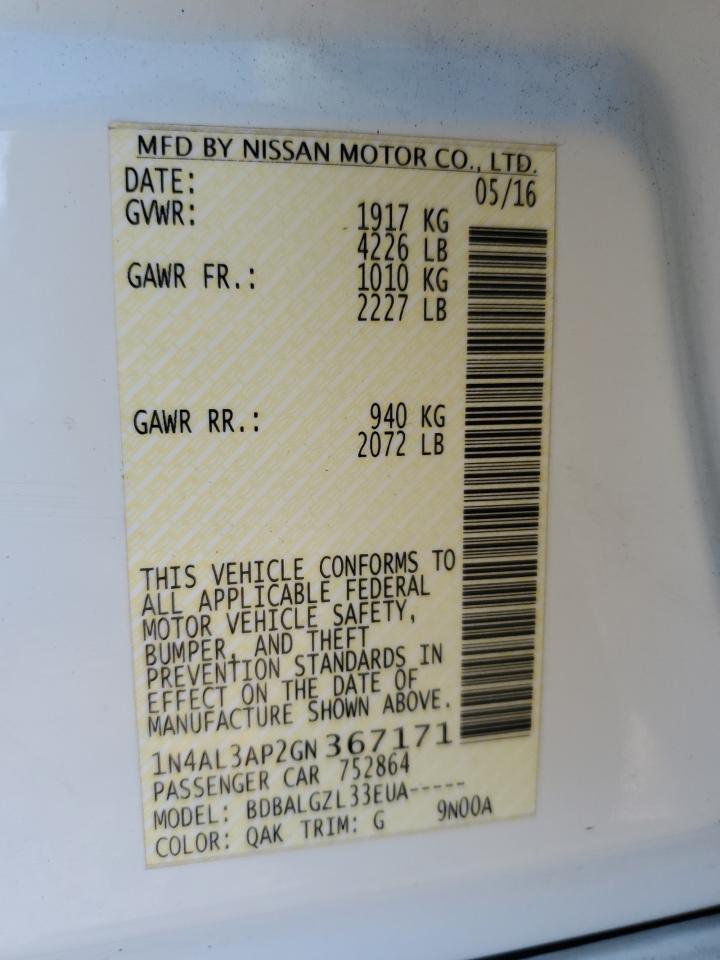 MFD BY NISSAN MOTOR CO., LTD.
DATE: 05/16
GVWR: 1917 KG
4226 LB
GAWR FR.: 1010 KG
2227 LB
GAWR RR.: 940 KG
2072 LB
THIS VEHICLE CONFORMS TO
ALL APPLICABLE FEDERAL
MOTOR VEHICLE SAFETY,
BUMPER, AND THEFT
PREVENTION STANDARDS IN
EFFECT ON THE DATE OF
MANUFACTURE SHOWN ABOVE.
1N4AL3AP2GN367171
PASSENGER CAR 752864
MODEL: BDBALGZL33EUA-----
COLOR: QAK TRIM: G 9N00A